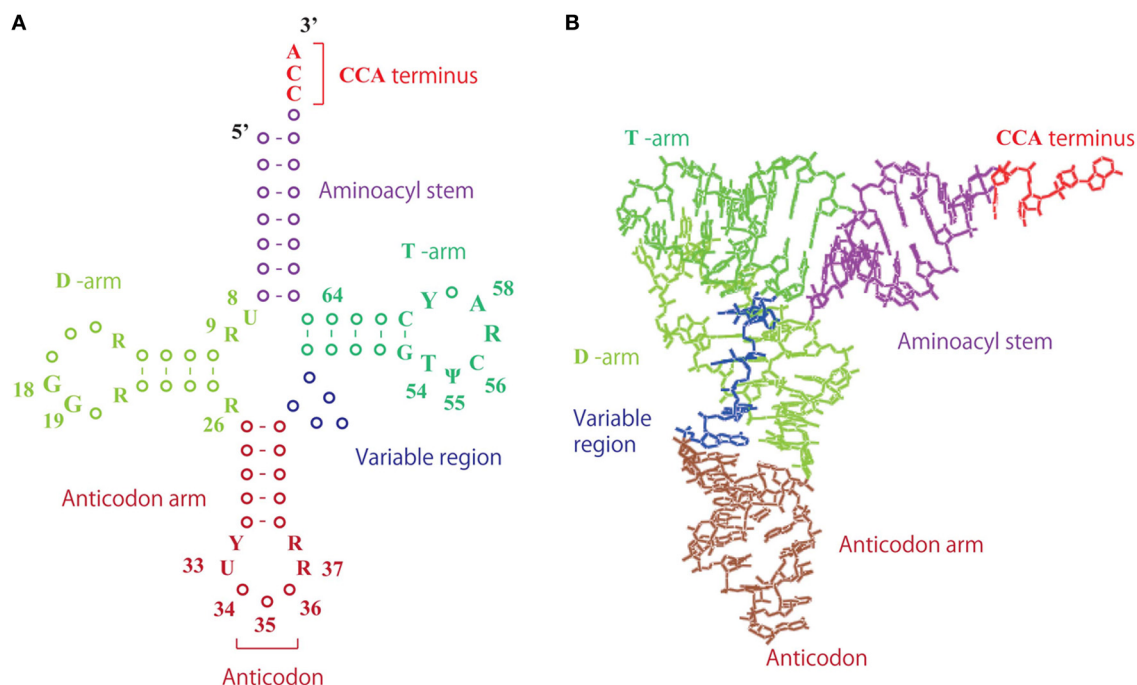 A
3’
A
C
C
CCA terminus
5’
Aminoacyl stem
T -arm
D -arm
8
9
U
R
64
C
Y
A
58
R
C
56
Ψ
55
T
54
G
R
R
G
18
G
19
26
R
Variable region
Anticodon arm
Y
R
33
U
R
37
34
35
36
Anticodon
B
T -arm
CCA terminus
Aminoacyl stem
D -arm
Variable
region
Anticodon arm
Anticodon